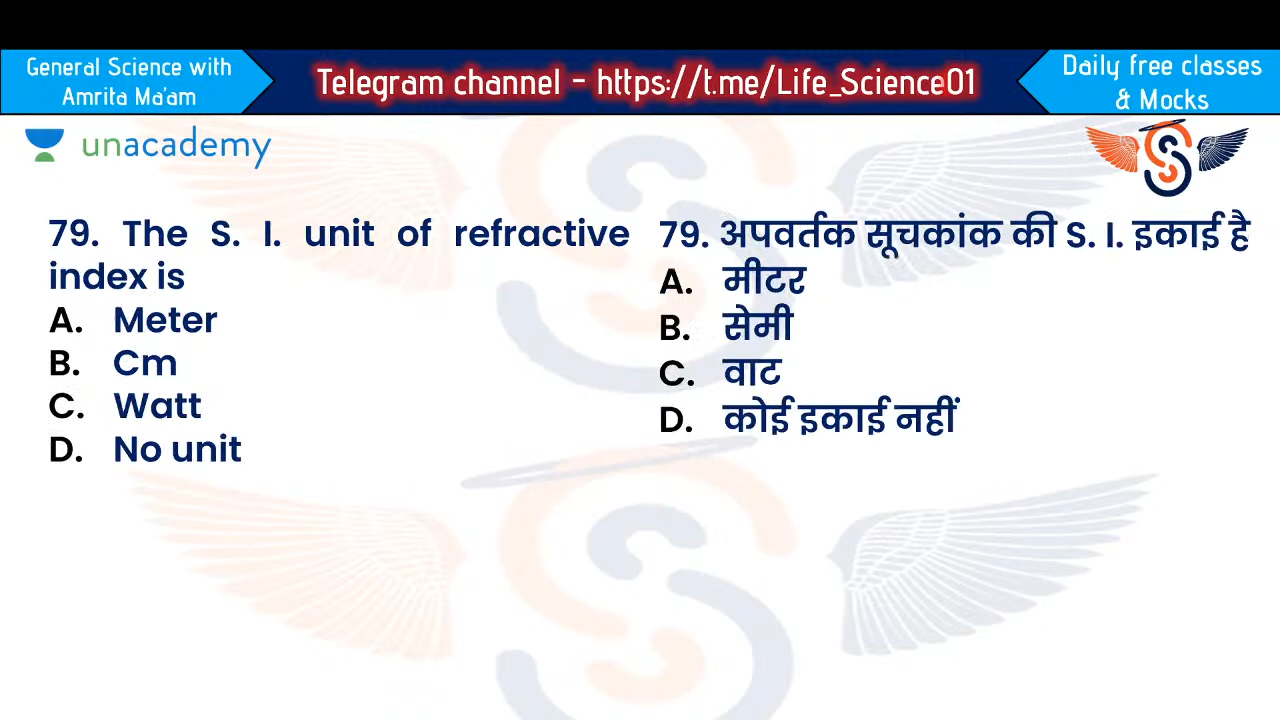 General Science with
Amrita Ma'am
Telegram channel - https://t.me/Life_Science01
Daily free classes
& Mocks
unacademy
79. The S. I. unit of refractive
index is
A. Meter
B. Cm
C. Watt
D. No unit
79. अपवर्तक सूचकांक की S. I. इकाई है
A. मीटर
B. सेमी
C. वाट
D. कोई इकाई नहीं